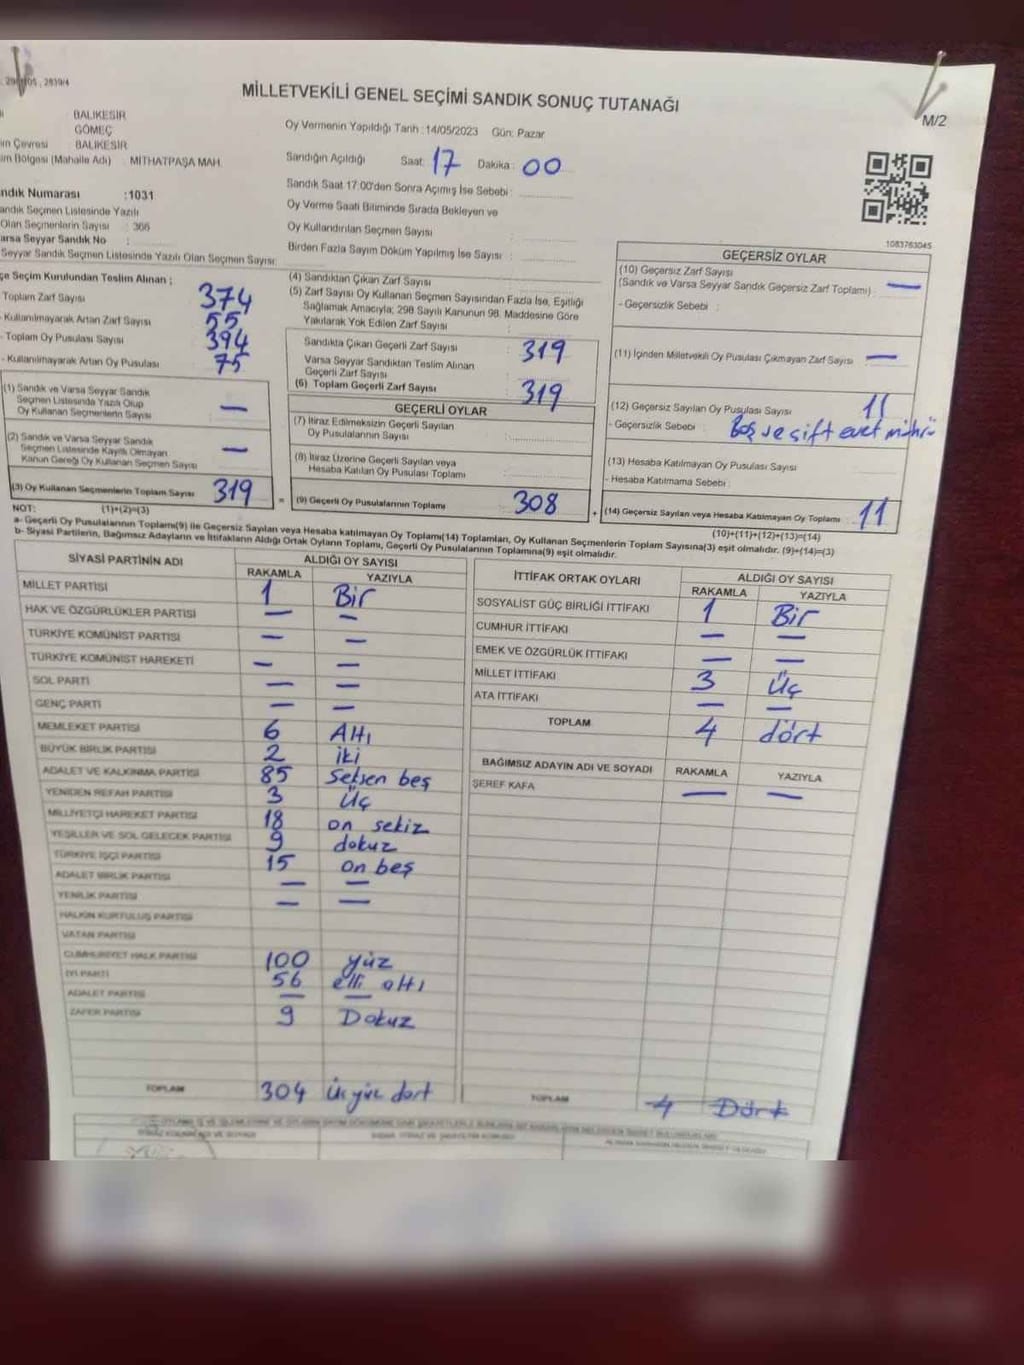 2839/4
MİLLETVEKİLİ GENEL SEÇİMİ SANDIK SONUÇ TUTANAĞI
M/2
BALIKESİR
GÖMEÇ
BALIKESİR
(Mahalle Adı) : MİTHATPAŞA MAH.
Oy Vermenin Yapıldığı Tarih :14/05/2023 Gün: Pazar
Sandığın Açıldığı Saat: 17 Dakika : 00
Sandık Saat 17:00'den Sonra Açımış İse Sebebi :
Oy Verme Saati Bitiminde Sırada Bekleyen ve
Oy Kullandırılan Seçmen Sayısı :
Birden Fazla Sayım Döküm Yapılmış İse Sayısı :
Numarası :1031
Seçmen Listesinde Yazılı
Olan Seçmenlerin Sayısı : 366
Varsa Seyyar Sandık No :
Seyyar Sandık Seçmen Listesinde Yazılı Olan Seçmen Sayısı:
Seçim Kurulundan Teslim Alınan ;
Toplam Zarf Sayısı : 374
- Kullanılmayarak Artan Zarf Sayısı : 55
- Toplam Oy Pusulası Sayısı : 394
- Kullanılmayarak Artan Oy Pusulası : 75
(1) Sandık ve Varsa Seyyar Sandık
Seçmen Listesinde Yazılı Olup
Oy Kullanan Seçmenlerin Sayısı : —
(2) Sandık ve Varsa Seyyar Sandık
Seçmen Listesinde Kayıtlı Olmayan
Kanun Gereği Oy Kullanan Seçmen Sayısı : —
(3) Oy Kullanan Seçmenlerin Toplam Sayısı 319
(4) Sandıktan Çıkan Zarf Sayısı :
(5) Zarf Sayısı Oy Kullanan Seçmen Sayısından Fazla İse, Eşitliği
Sağlamak Amacıyla; 298 Sayılı Kanunun 98. Maddesine Göre
Yakılarak Yok Edilen Zarf Sayısı :
Sandıkta Çıkan Geçerli Zarf Sayısı : 319
Varsa Seyyar Sandıktan Teslim Alınan
Geçerli Zarf Sayısı :
(6) Toplam Geçerli Zarf Sayısı : 319
GEÇERLİ OYLAR
(7) İtiraz Edilmeksizin Geçerli Sayılan
Oy Pusulalarının Sayısı :
(8) İtiraz Üzerine Geçerli Sayılan veya
Hesaba Katılan Oy Pusulası Toplamı :
= (9) Geçerli Oy Pusulalarının Toplamı : 308
1083763045
GEÇERSİZ OYLAR
(10) Geçersiz Zarf Sayısı
(Sandık ve Varsa Seyyar Sandık Geçersiz Zarf Toplamı) : —
- Geçersizlik Sebebi :
(11) İçinden Milletvekili Oy Pusulası Çıkmayan Zarf Sayısı : —
(12) Geçersiz Sayılan Oy Pusulası Sayısı : 11
- Geçersizlik Sebebi : Boş ve çift evet mührü
(13) Hesaba Katılmayan Oy Pusulası Sayısı :
- Hesaba Katılmama Sebebi :
+ (14) Geçersiz Sayılan veya Hesaba Katılmayan Oy Toplamı : 11
NOT: (1)+(2)=(3)
(10)+(11)+(12)+(13)=(14)
a- Geçerli Oy Pusulalarının Toplamı(9) ile Geçersiz Sayılan veya Hesaba katılmayan Oy Toplamı(14) Toplamları, Oy Kullanan Seçmenlerin Toplam Sayısına(3) eşit olmalıdır. (9)+(14)=(3)
b- Siyasi Partilerin, Bağımsız Adayların ve İttifakların Aldığı Ortak Oyların Toplamı, Geçerli Oy Pusulalarının Toplamına(9) eşit olmalıdır.
SİYASİ PARTİNİN ADI ALDIĞI OY SAYISI
RAKAMLA YAZIYLA
MİLLET PARTİSİ 1 Bir
HAK VE ÖZGÜRLÜKLER PARTİSİ — —
TÜRKİYE KOMÜNİST PARTİSİ — —
TÜRKİYE KOMÜNİST HAREKETİ — —
SOL PARTİ — —
GENÇ PARTİ — —
MEMLEKET PARTİSİ 6 Altı
BÜYÜK BİRLİK PARTİSİ 2 iki
ADALET VE KALKINMA PARTİSİ 85 Seksen beş
YENİDEN REFAH PARTİSİ 3 Üç
MİLLİYETÇİ HAREKET PARTİSİ 18 on sekiz
YEŞİLLER VE SOL GELECEK PARTİSİ 9 dokuz
TÜRKİYE İŞÇİ PARTİSİ 15 on beş
ADALET BİRLİK PARTİSİ — —
YENİLİK PARTİSİ — —
HALKIN KURTULUŞ PARTİSİ
VATAN PARTİSİ
CUMHURİYET HALK PARTİSİ 100 yüz
İYİ PARTİ 56 elli altı
ADALET PARTİSİ — —
ZAFER PARTİSİ 9 Dokuz
TOPLAM 304 Üç yüz dört
İTTİFAK ORTAK OYLARI ALDIĞI OY SAYISI
RAKAMLA YAZIYLA
SOSYALİST GÜÇ BİRLİĞİ İTTİFAKI 1 Bir
CUMHUR İTTİFAKI — —
EMEK VE ÖZGÜRLÜK İTTİFAKI — —
MİLLET İTTİFAKI 3 Üç
ATA İTTİFAKI — —
TOPLAM 4 dört
BAĞIMSIZ ADAYIN ADI VE SOYADI RAKAMLA YAZIYLA
ŞEREF KAFA — —
TOPLAM 4 Dört